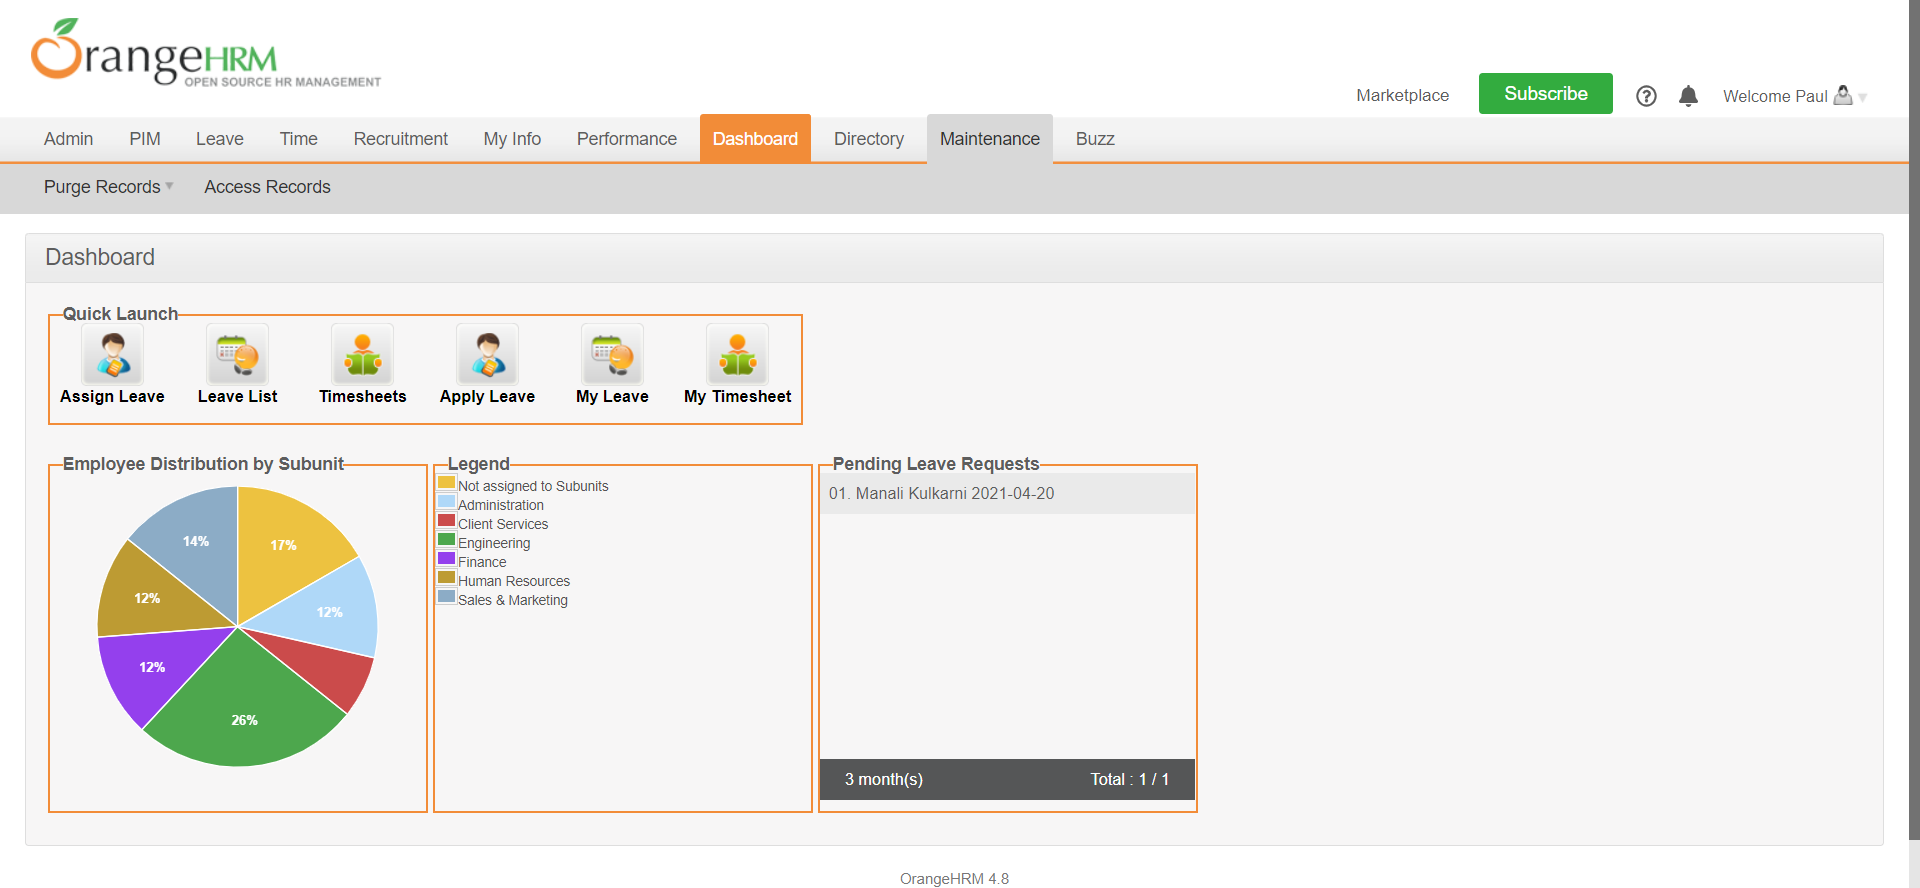 OrangeHRM
OPEN SOURCE HR MANAGEMENT
Marketplace
Subscribe
Welcome Paul
Admin PIM Leave Time Recruitment My Info Performance Dashboard Directory Maintenance Buzz
Purge Records Access Records
Dashboard
Quick Launch
Assign Leave Leave List Timesheets Apply Leave My Leave My Timesheet
Employee Distribution by Subunit
17%
12%
26%
12%
12%
14%
Legend
Not assigned to Subunits
Administration
Client Services
Engineering
Finance
Human Resources
Sales & Marketing
Pending Leave Requests
01. Manali Kulkarni 2021-04-20
3 month(s) Total : 1 / 1
OrangeHRM 4.8